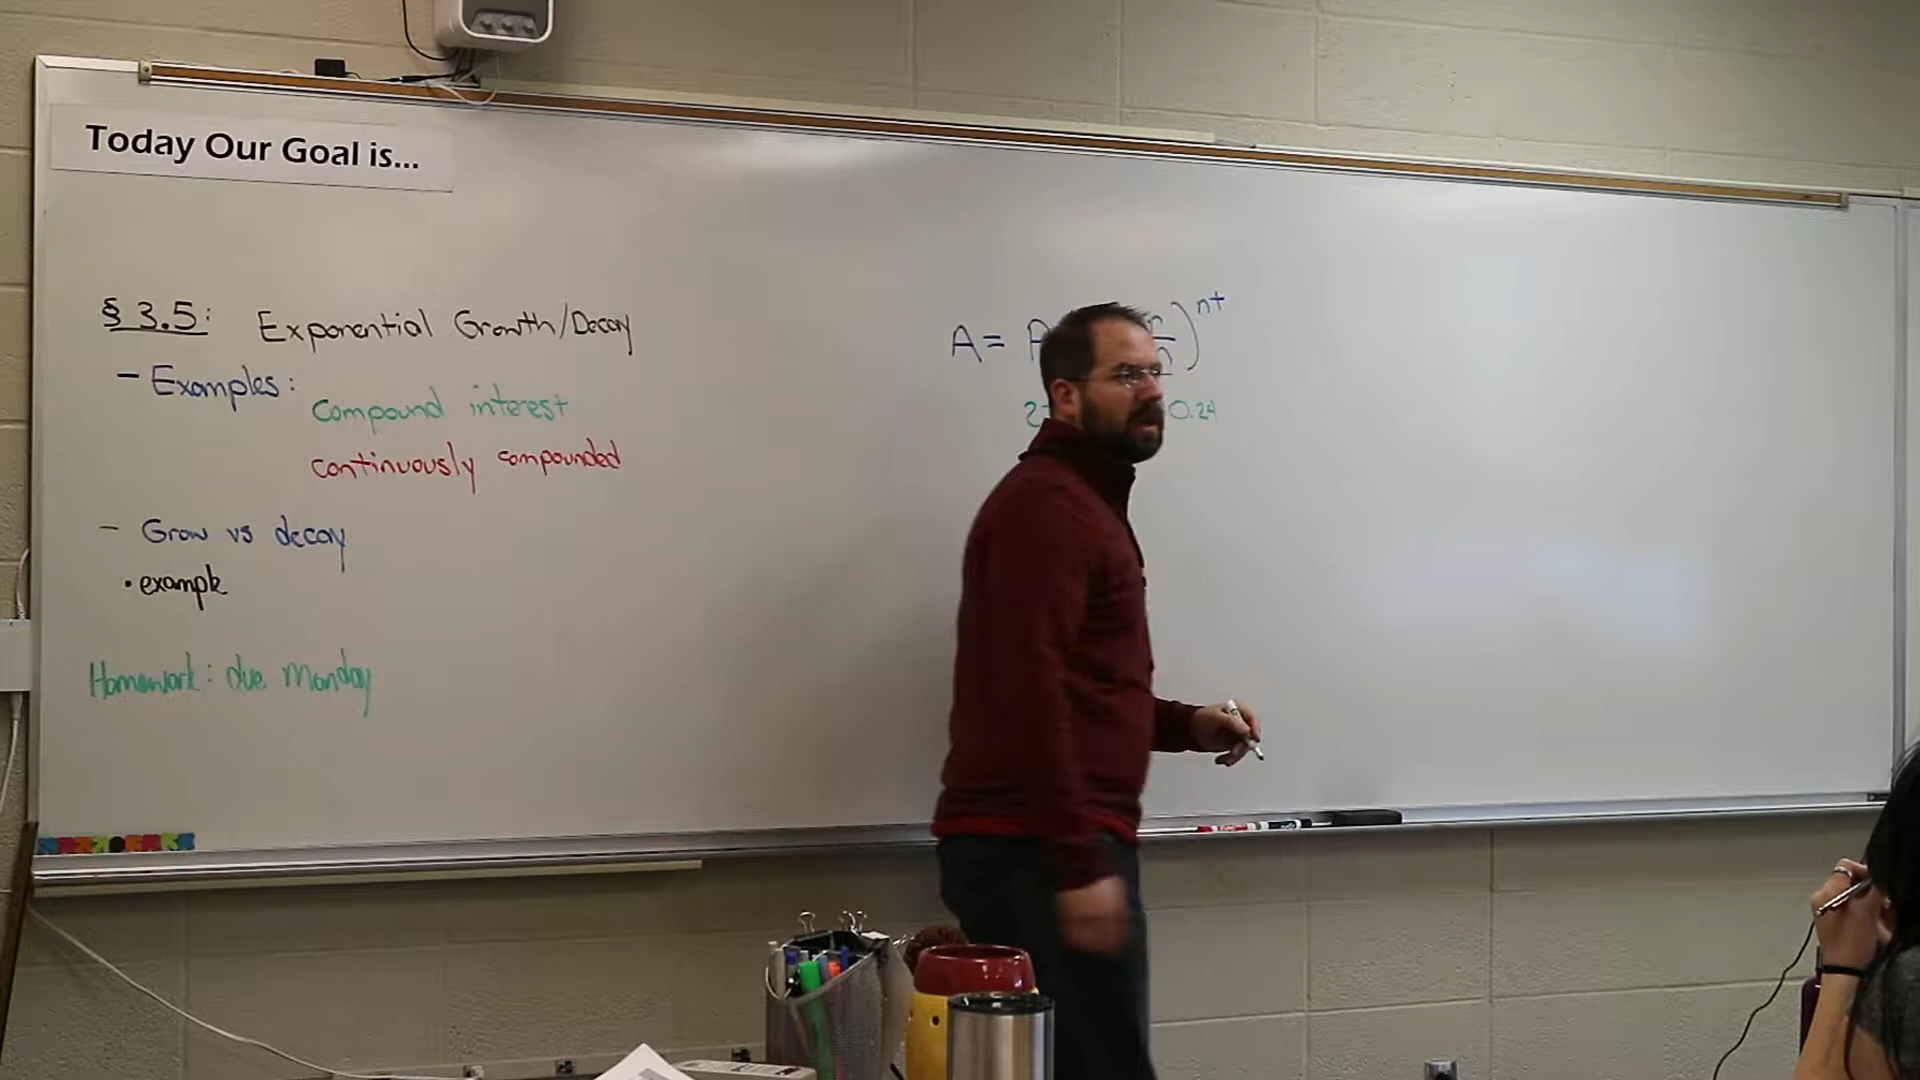 Today Our Goal is...
§ 3.5: Exponential Growth/Decay
- Examples:
compound interest
continuously compounded
- Grow vs decay
• example
Homework: due Monday
A = P n ) nt
0.24